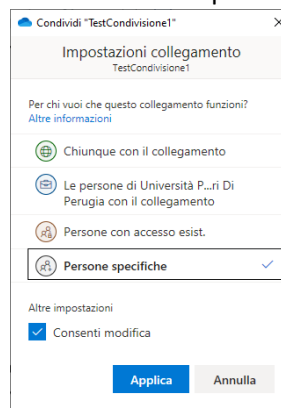 Condividi "TestCondivisione1"
Impostazioni collegamento
TestCondivisione1
Per chi vuoi che questo collegamento funzioni?
Altre informazioni
Chiunque con il collegamento
Le persone di Università P...ri Di
Perugia con il collegamento
Persone con accesso esist.
Persone specifiche
Altre impostazioni
Consenti modifica
Applica Annulla